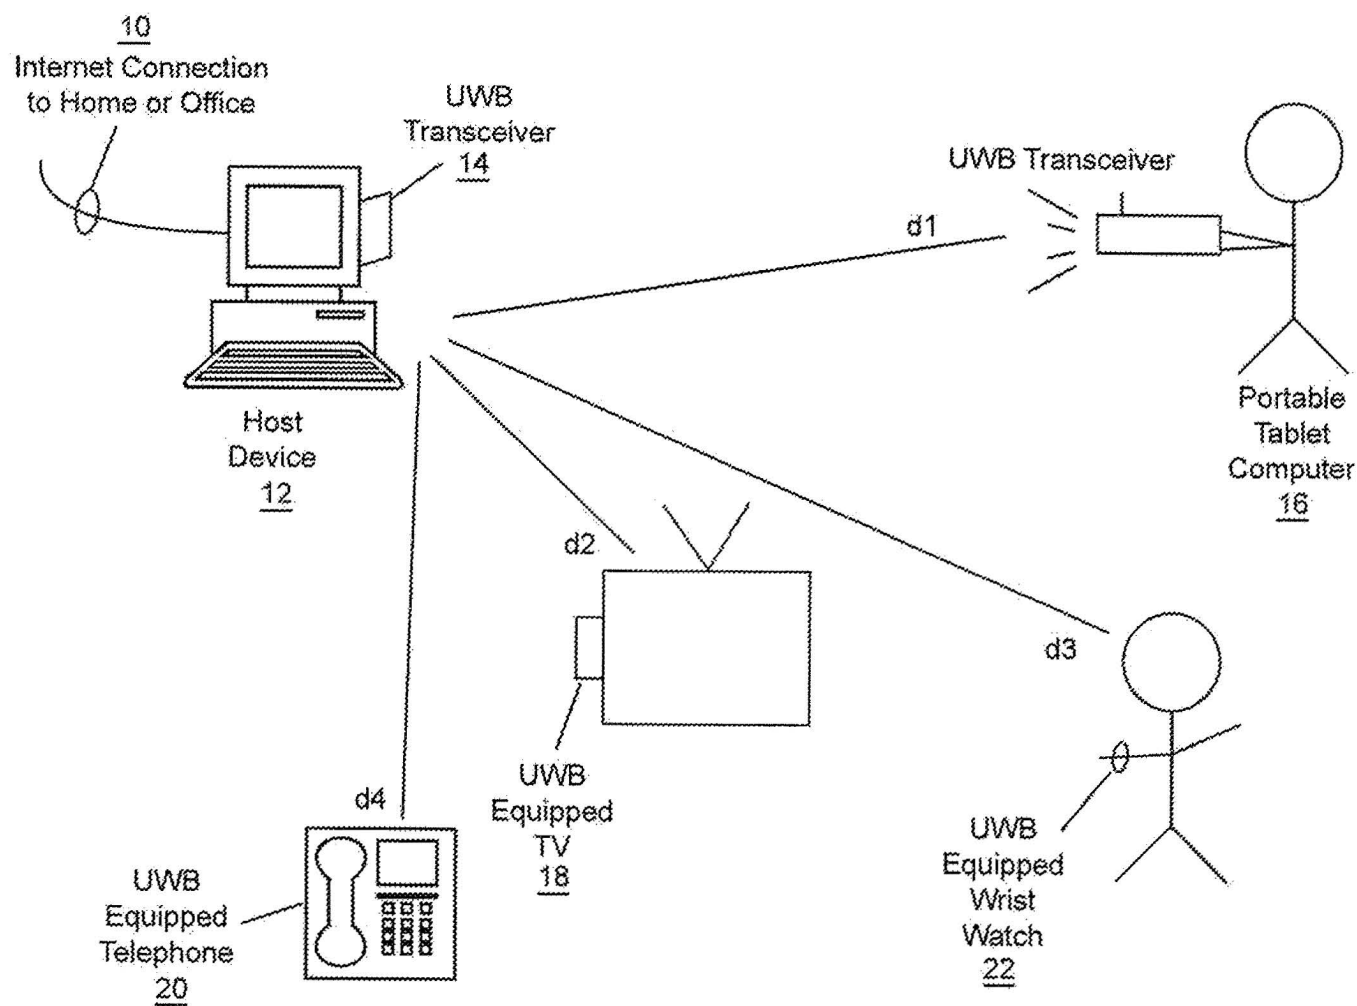 10
Internet Connection
to Home or Office
UWB
Transceiver
14
UWB Transceiver
d1
Host
Device
12
Portable
Tablet
Computer
16
d2
d3
d4
UWB
Equipped
TV
18
UWB
Equipped
Telephone
20
UWB
Equipped
Wrist
Watch
22